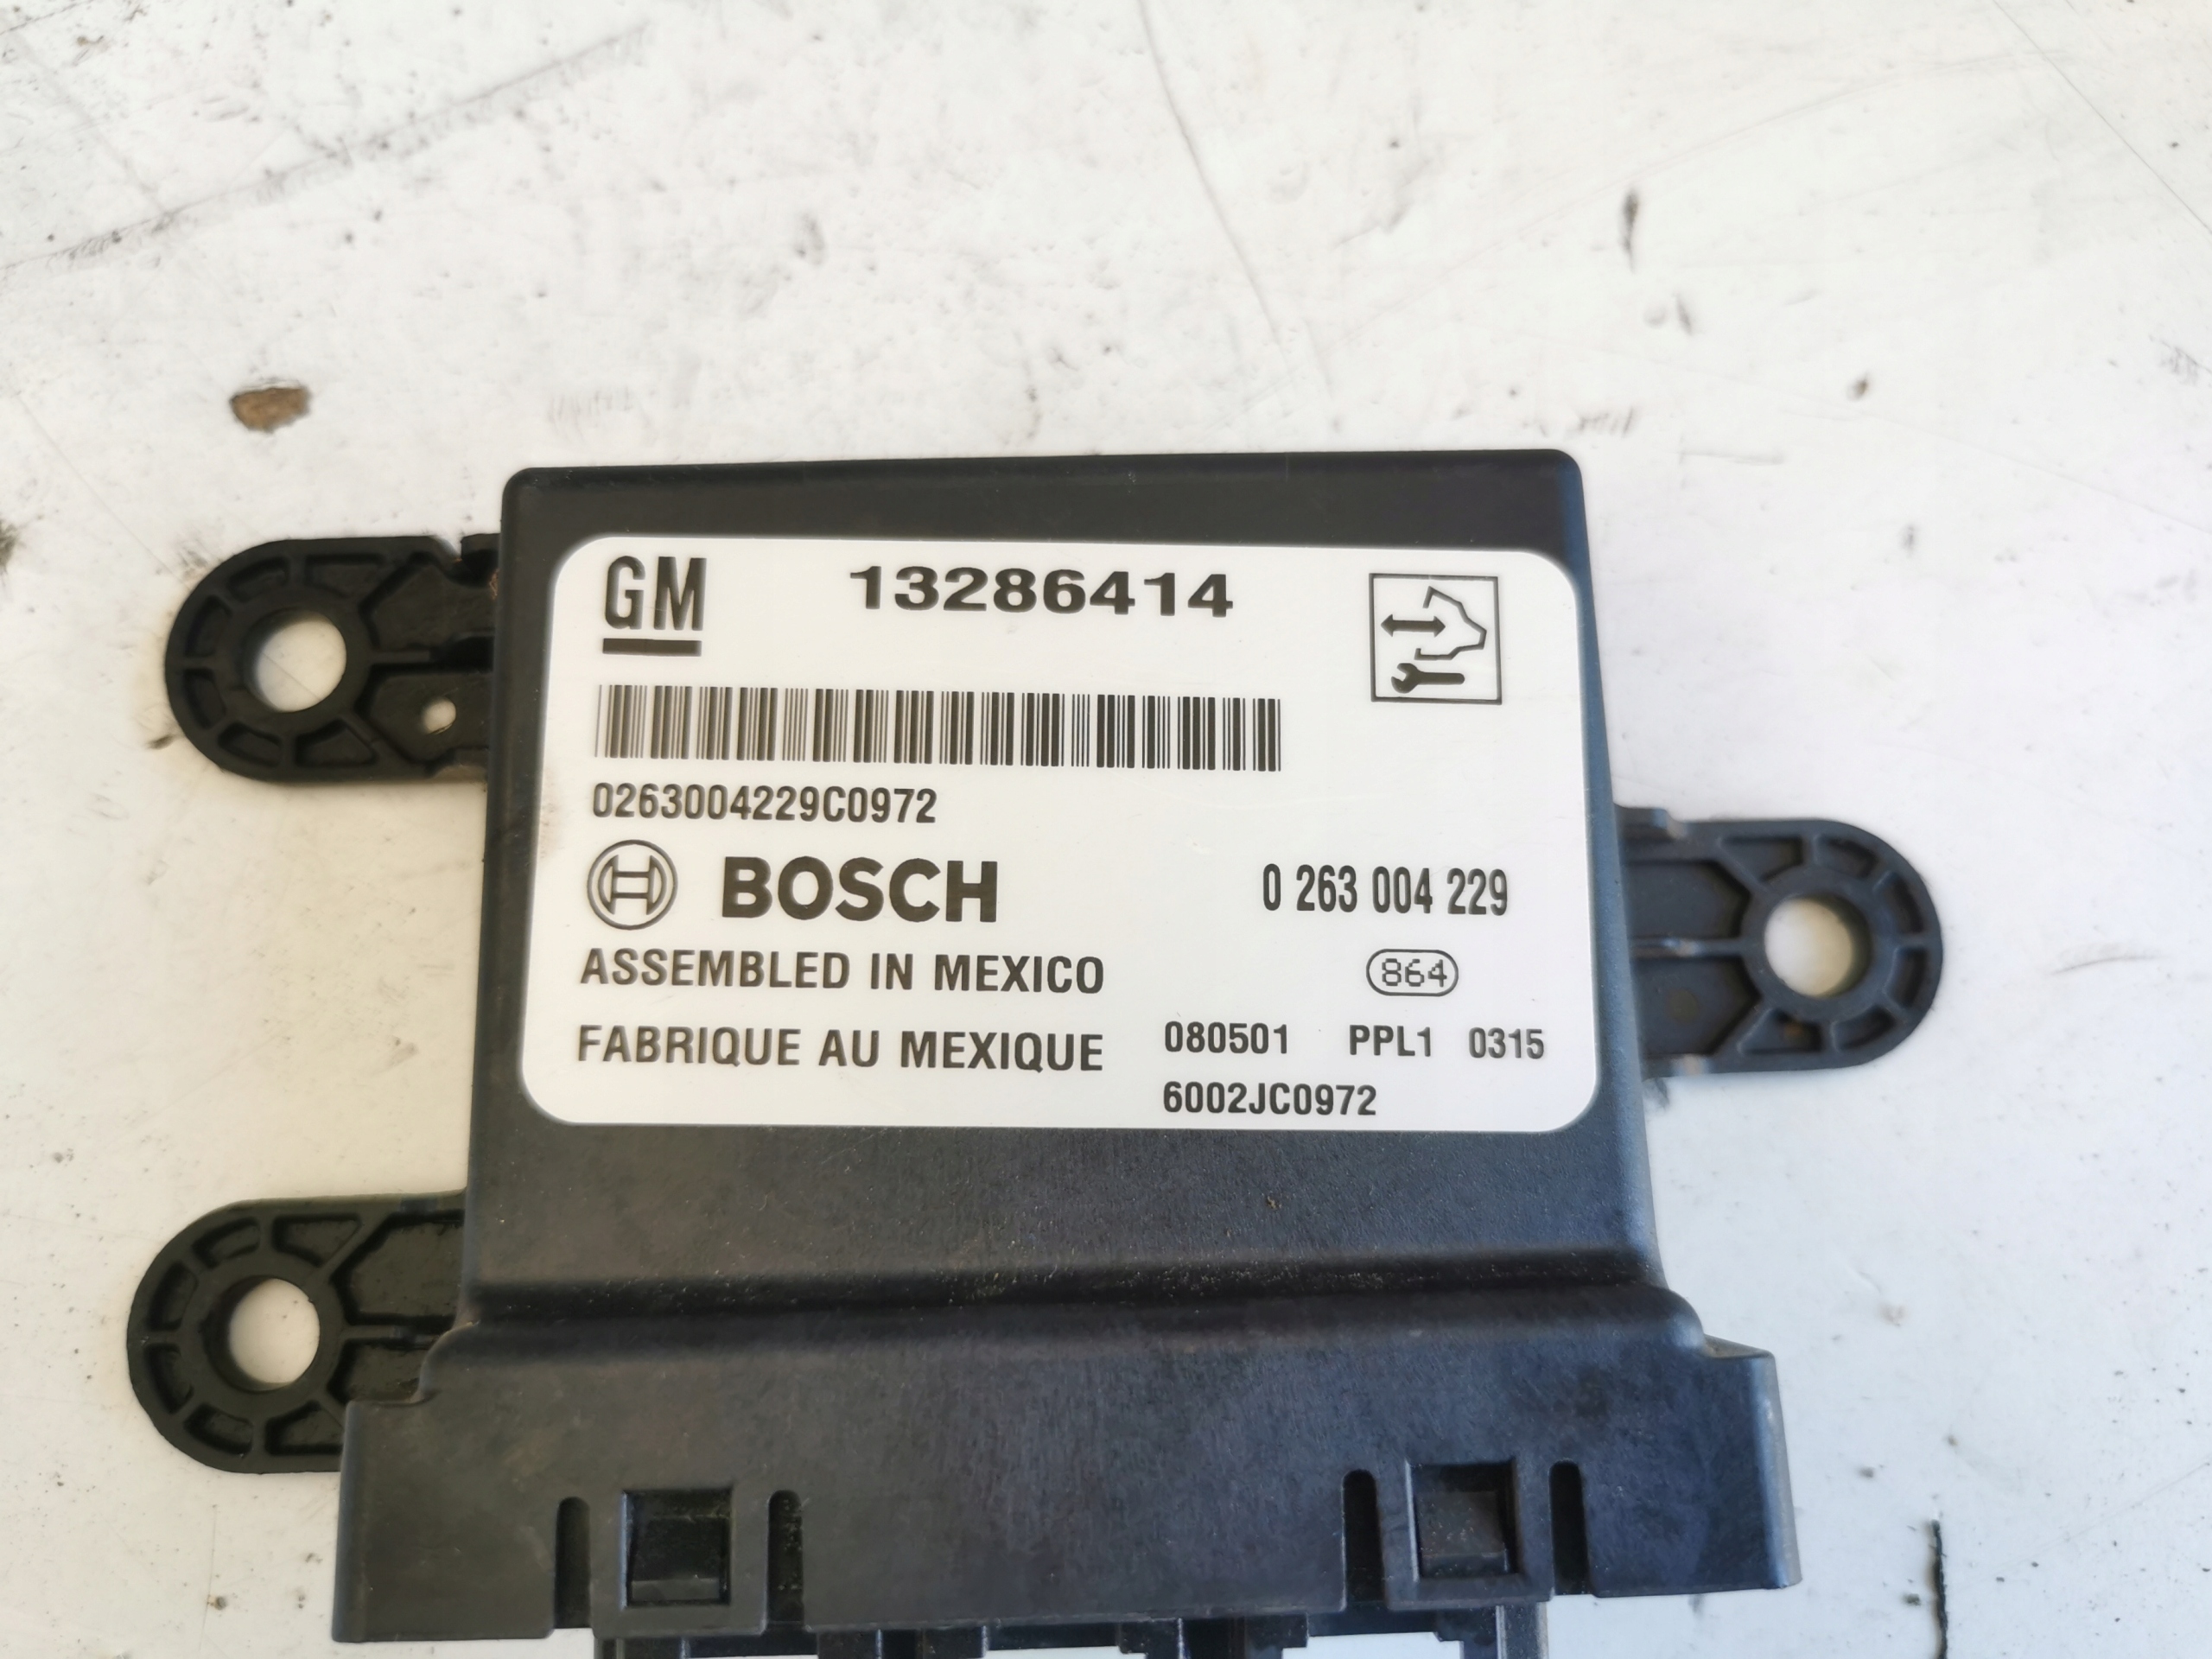 GM 13286414
0263004229C0972
BOSCH 0 263 004 229
ASSEMBLED IN MEXICO 864
FABRIQUE AU MEXIQUE 080501 PPL1 0315
6002JC0972